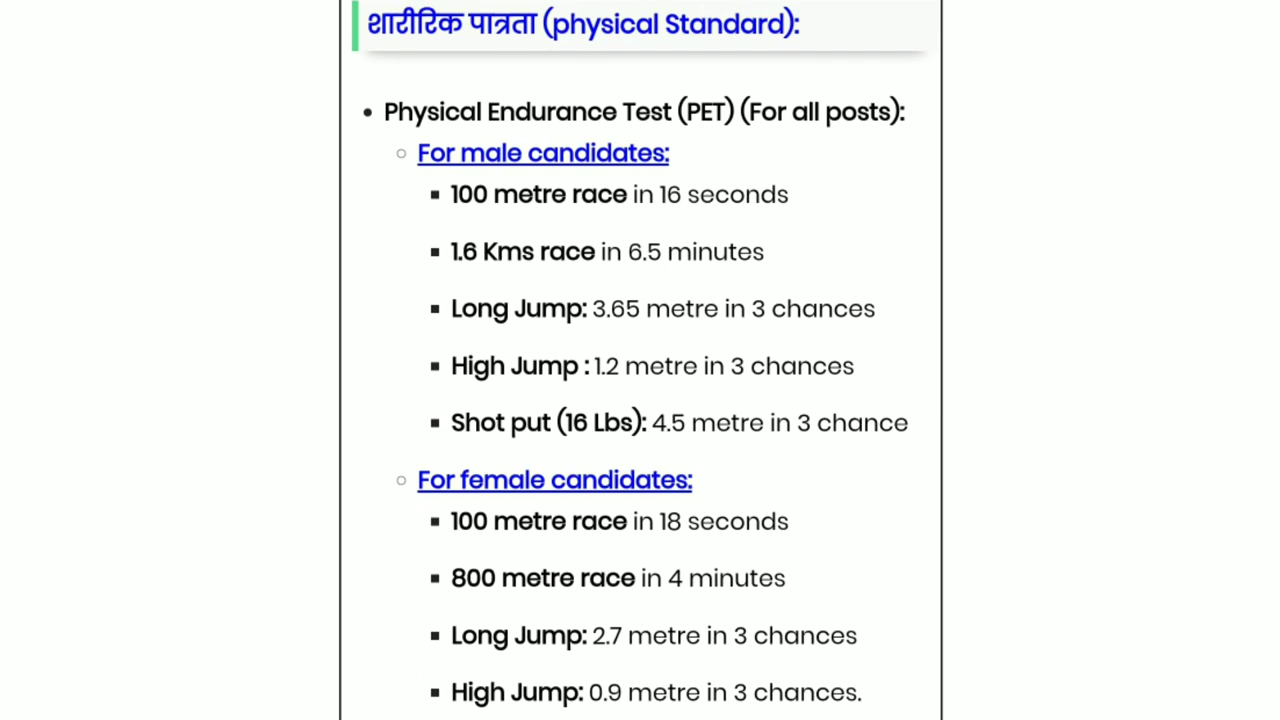 शारीरिक पात्रता (physical Standard):
Physical Endurance Test (PET) (For all posts):
For male candidates:
100 metre race in 16 seconds
1.6 Kms race in 6.5 minutes
Long Jump: 3.65 metre in 3 chances
High Jump : 1.2 metre in 3 chances
Shot put (16 Lbs): 4.5 metre in 3 chance
For female candidates:
100 metre race in 18 seconds
800 metre race in 4 minutes
Long Jump: 2.7 metre in 3 chances
High Jump: 0.9 metre in 3 chances.